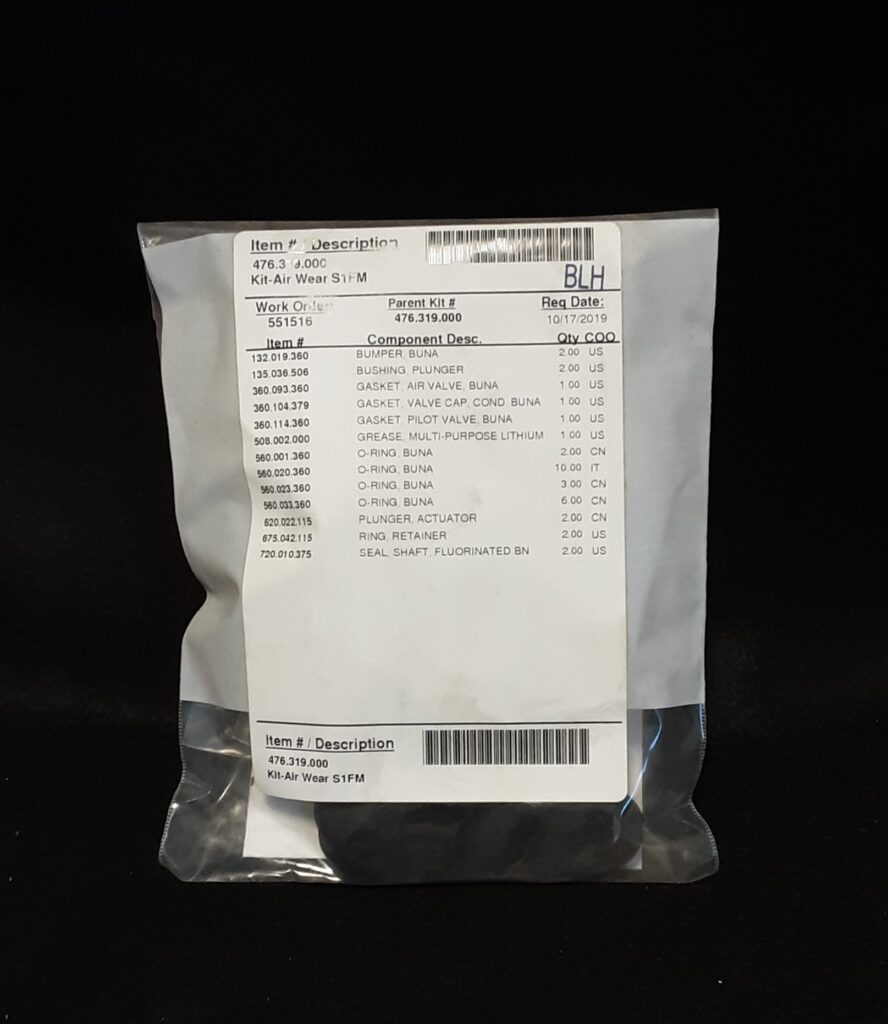 Item # / Description
476.319.000
Kit-Air Wear S1FM
BLH
Work Order
Parent Kit #
Req Date:
551516
476.319.000
10/17/2019
Item # Component Desc. Qty COO
132.019.360 BUMPER, BUNA 2.00 US
135.036.506 BUSHING, PLUNGER 2.00 US
360.093.360 GASKET, AIR VALVE, BUNA 1.00 US
360.104.379 GASKET, VALVE CAP, COND. BUNA 1.00 US
360.114.360 GASKET, PILOT VALVE, BUNA 1.00 US
508.002.000 GREASE, MULTI-PURPOSE LITHIUM 1.00 US
560.001.360 O-RING, BUNA 2.00 CN
560.020.360 O-RING, BUNA 10.00 IT
560.023.360 O-RING, BUNA 3.00 CN
560.033.360 O-RING, BUNA 6.00 CN
620.022.115 PLUNGER, ACTUATOR 2.00 CN
675.042.115 RING, RETAINER 2.00 US
720.010.375 SEAL, SHAFT, FLUORINATED BN 2.00 US
Item # / Description
476.319.000
Kit-Air Wear S1FM